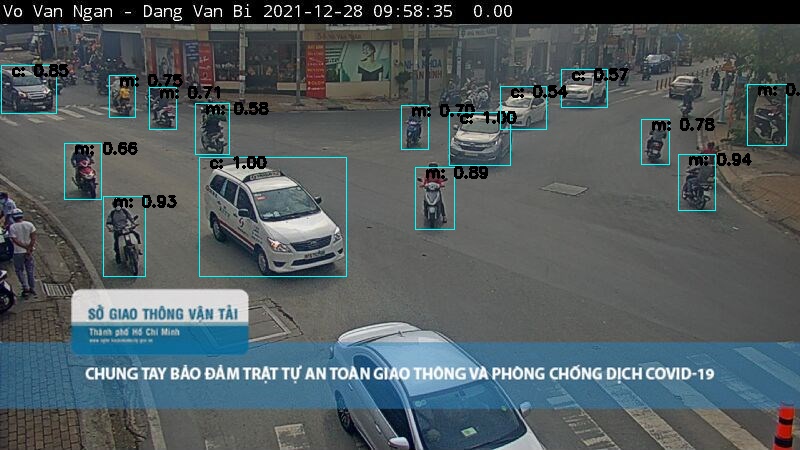 Vo Van Ngan - Dang Van Bi 2021-12-28 09:58:35 0.00
c: 0.57
c: 0.85
m: 0.75
m: 0.71
c: 0.54
m: 0.58
m: 0.70
c: 1.00
m: 0.78
m: 0.66
c: 1.00
m: 0.94
m: 0.89
m: 0.93
SỞ GIAO THÔNG VẬN TẢI
Thành phố Hồ Chí Minh
CHUNG TAY BẢO ĐẢM TRẬT TỰ AN TOÀN GIAO THÔNG VÀ PHÒNG CHỐNG DỊCH COVID-19